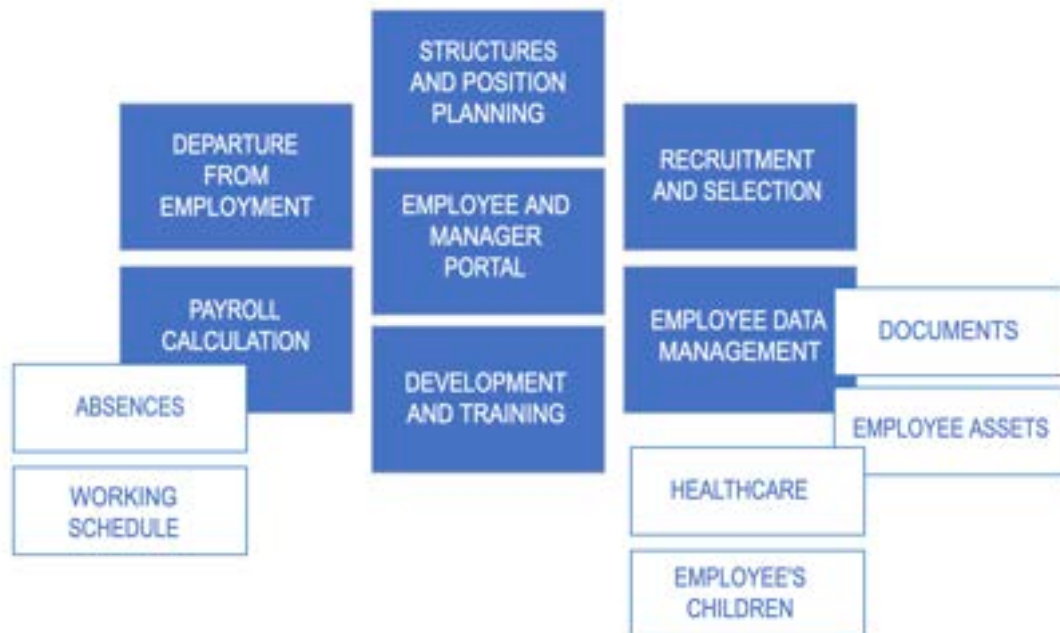 STRUCTURES
AND POSITION
PLANNING
DEPARTURE
FROM
EMPLOYMENT
RECRUITMENT
AND SELECTION
EMPLOYEE AND
MANAGER
PORTAL
PAYROLL
CALCULATION
EMPLOYEE DATA
MANAGEMENT
DOCUMENTS
DEVELOPMENT
AND TRAINING
ABSENCES
EMPLOYEE ASSETS
WORKING
SCHEDULE
HEALTHCARE
EMPLOYEE'S
CHILDREN